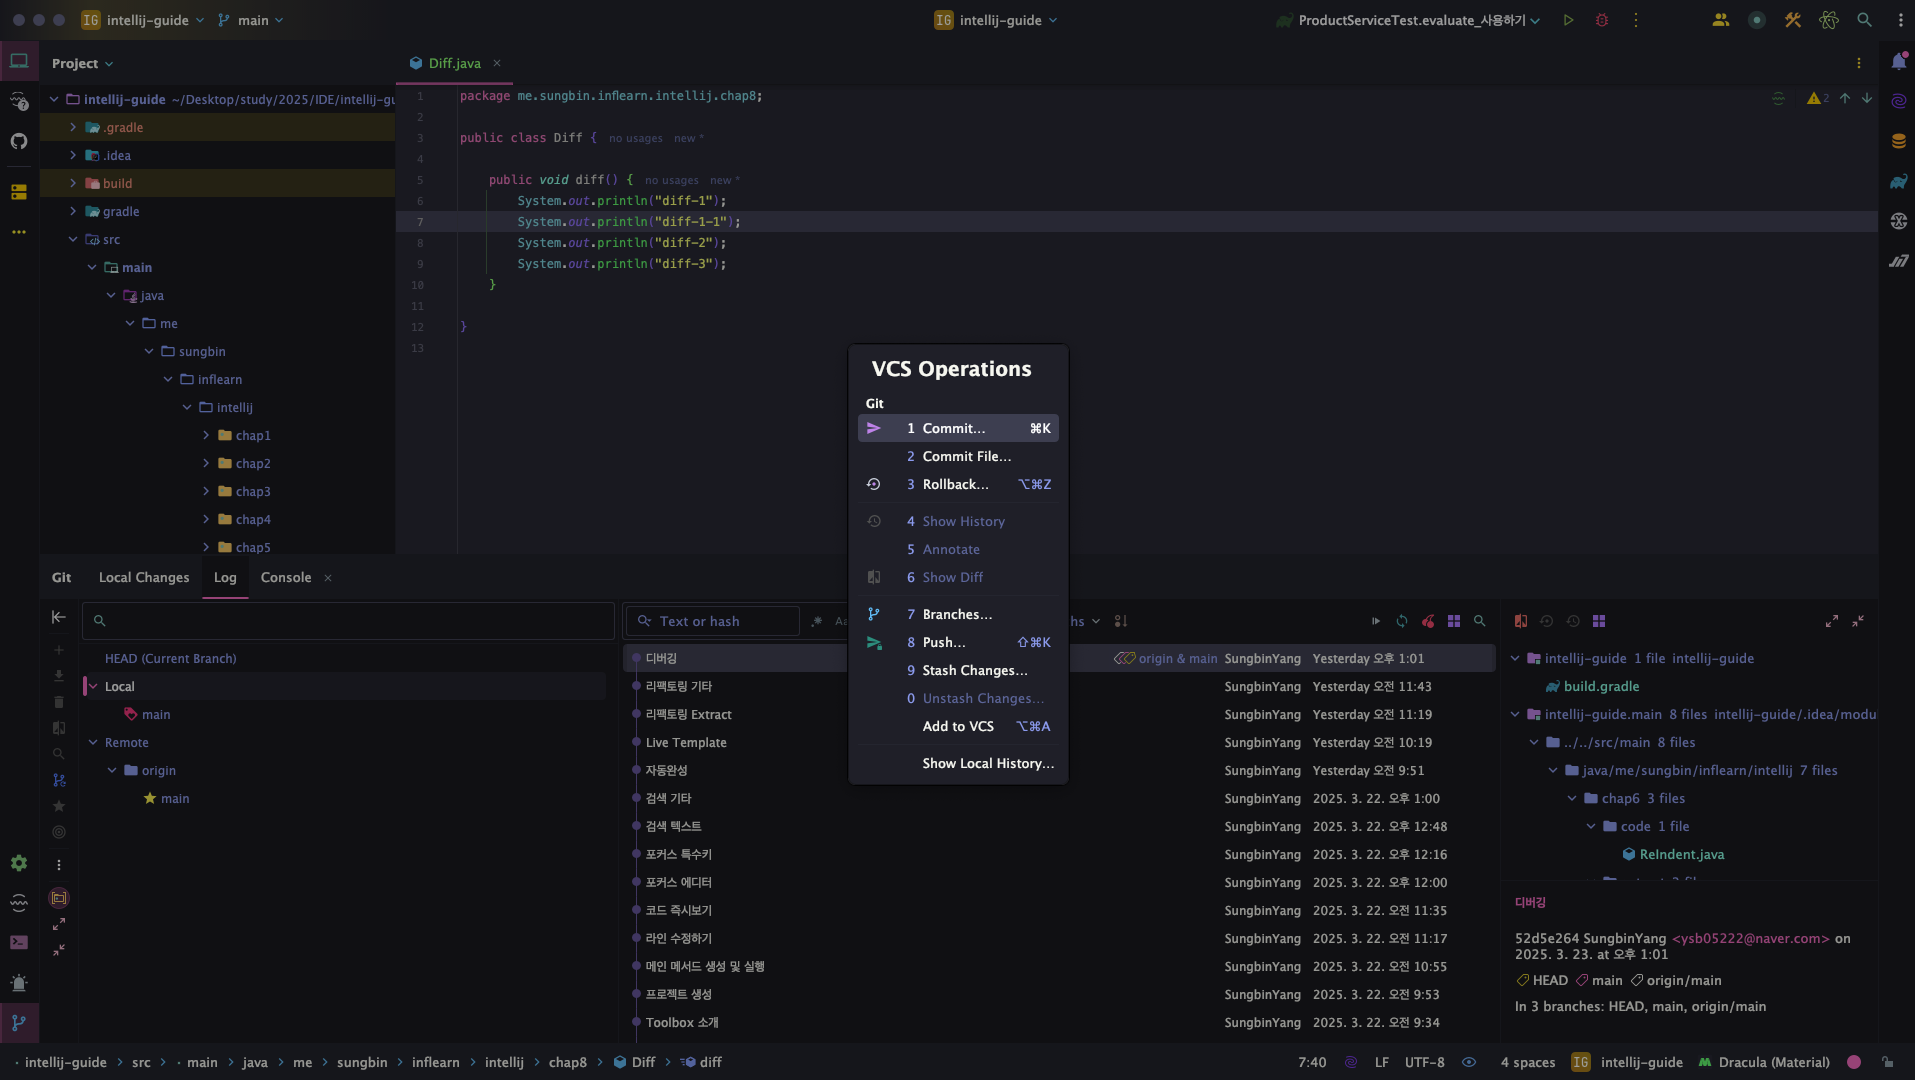 IG intellij-guide main
IG intellij-guide
ProductServiceTest.evaluate_사용하기
Project
intellij-guide ~/Desktop/study/2025/IDE/intellij-gu
.gradle
.idea
build
gradle
src
main
java
me
sungbin
inflearn
intellij
chap1
chap2
chap3
chap4
chap5
Diff.java
2
1 package me.sungbin.inflearn.intellij.chap8;
2
3 public class Diff { no usages new *
4
5 public void diff() { no usages new *
6 System.out.println("diff-1");
7 System.out.println("diff-1-1");
8 System.out.println("diff-2");
9 System.out.println("diff-3");
10 }
11
12 }
13
VCS Operations
Git
1 Commit... ⌘K
2 Commit File...
3 Rollback... ⌥⌘Z
4 Show History
5 Annotate
6 Show Diff
7 Branches...
8 Push... ⇧⌘K
9 Stash Changes...
0 Unstash Changes...
Add to VCS ⌥⌘A
Show Local History...
Git Local Changes Log Console
HEAD (Current Branch)
Local
main
Remote
origin
main
Text or hash .* Aa
hs
디버깅 origin & main SungbinYang Yesterday 오후 1:01
리팩토링 기타 SungbinYang Yesterday 오전 11:43
리팩토링 Extract SungbinYang Yesterday 오전 11:19
Live Template SungbinYang Yesterday 오전 10:19
자동완성 SungbinYang Yesterday 오전 9:51
검색 기타 SungbinYang 2025. 3. 22. 오후 1:00
검색 텍스트 SungbinYang 2025. 3. 22. 오후 12:48
포커스 특수키 SungbinYang 2025. 3. 22. 오후 12:16
포커스 에디터 SungbinYang 2025. 3. 22. 오후 12:00
코드 즉시보기 SungbinYang 2025. 3. 22. 오전 11:35
라인 수정하기 SungbinYang 2025. 3. 22. 오전 11:17
메인 메서드 생성 및 실행 SungbinYang 2025. 3. 22. 오전 10:55
프로젝트 생성 SungbinYang 2025. 3. 22. 오전 9:53
Toolbox 소개 SungbinYang 2025. 3. 22. 오전 9:34
intellij-guide 1 file intellij-guide
build.gradle
intellij-guide.main 8 files intellij-guide/.idea/modu
../../src/main 8 files
java/me/sungbin/inflearn/intellij 7 files
chap6 3 files
code 1 file
ReIndent.java
디버깅
52d5e264 SungbinYang <ysb05222@naver.com> on
2025. 3. 23. at 오후 1:01
HEAD main origin/main
In 3 branches: HEAD, main, origin/main
intellij-guide > src > main > java > me > sungbin > inflearn > intellij > chap8 > Diff > diff
7:40 LF UTF-8 4 spaces IG intellij-guide Dracula (Material)